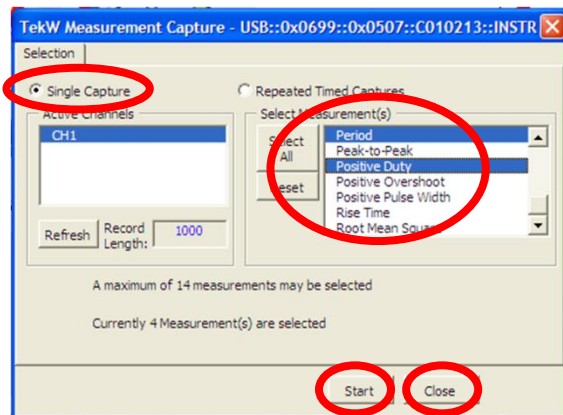 TekW Measurement Capture - USB::0x0699::0x0507::C010213::INSTR
Selection
Single Capture
Repeated Timed Captures
Active Channels
CH1
Refresh
Record Length:
1000
Select Measurement(s)
Select All
Reset
Period
Peak-to-Peak
Positive Duty
Positive Overshoot
Positive Pulse Width
Rise Time
Root Mean Square
A maximum of 14 measurements may be selected
Currently 4 Measurement(s) are selected
Start
Close